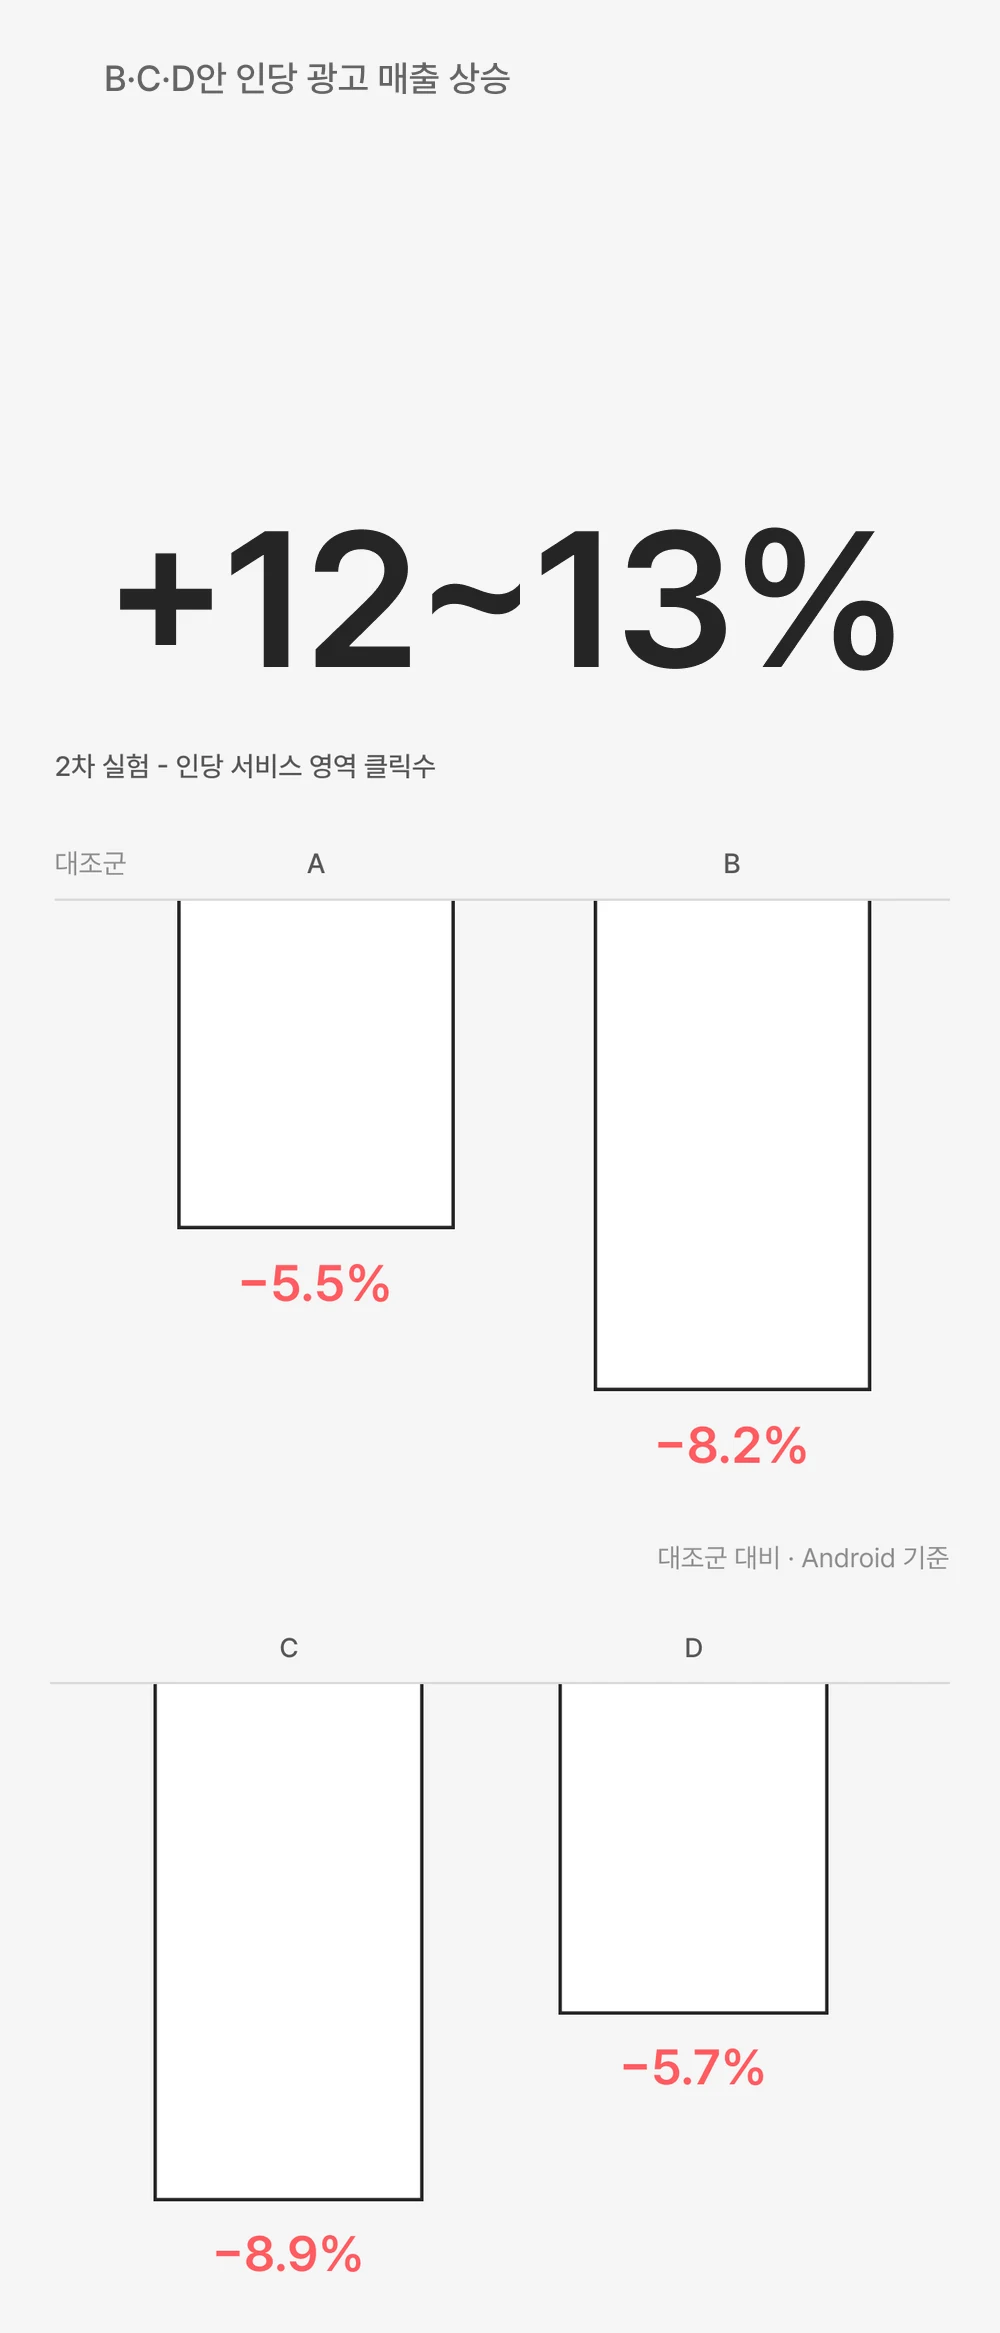 B·C·D안 인당 광고 매출 상승
+12~13%
2차 실험 - 인당 서비스 영역 클릭수
대조군 A B
−5.5%
−8.2%
대조군 대비 · Android 기준
C D
−5.7%
−8.9%